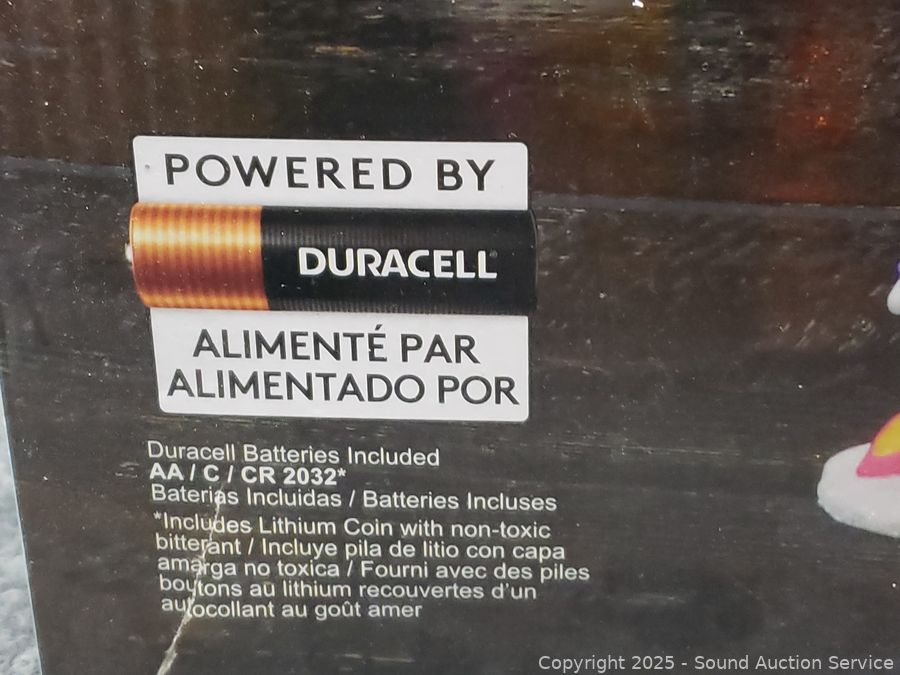 POWERED BY
DURACELL
ALIMENTÉ PAR
ALIMENTADO POR
Duracell Batteries Included
AA / C / CR 2032*
Baterias Incluidas / Batteries Incluses
*Includes Lithium Coin with non-toxic
bitterant / Incluye pila de litio con capa
amarga no toxica / Fourni avec des piles
boutons au lithium recouvertes d'un
autocollant au goût amer
Copyright 2025 - Sound Auction Service